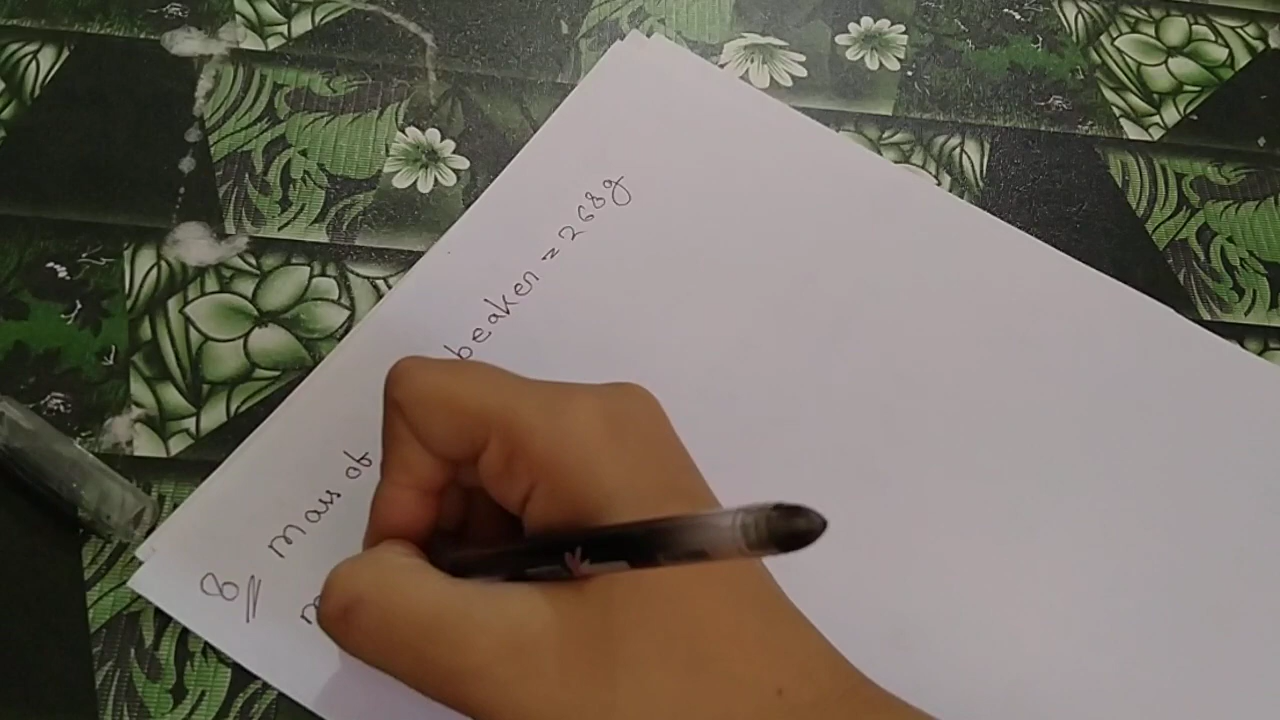 8 Mass of beaker = 268g